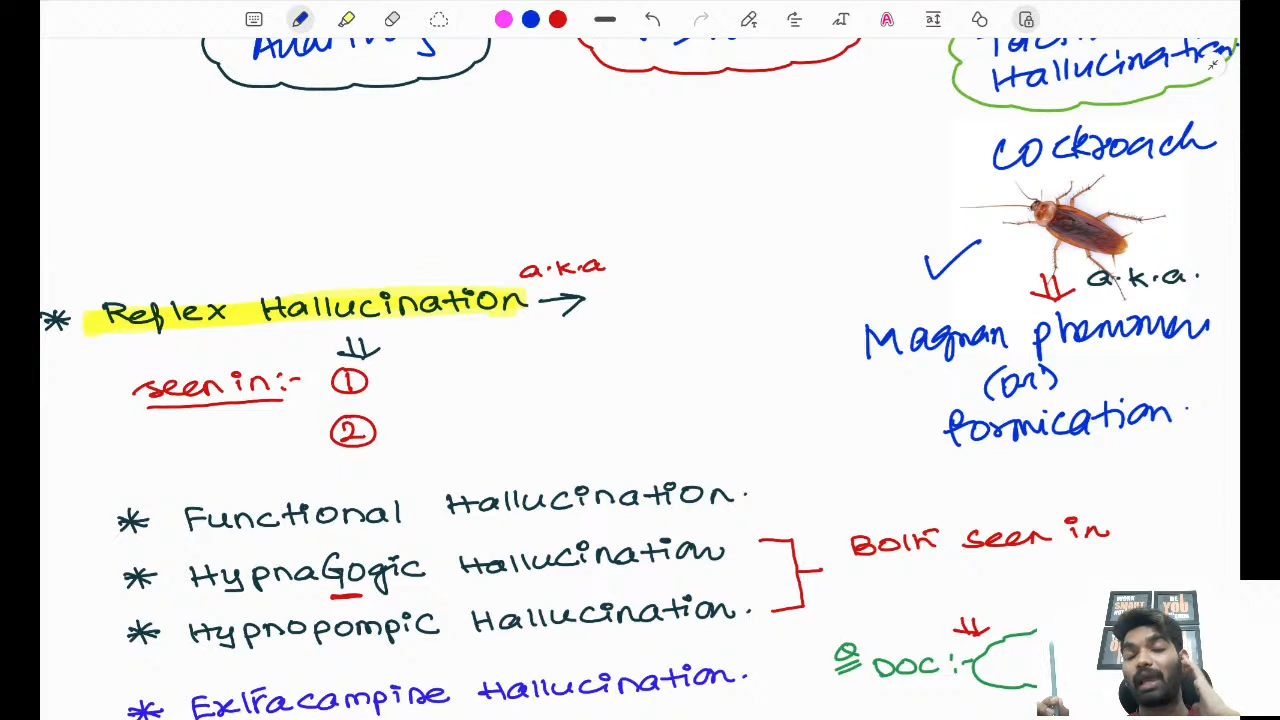 Hallucination
cockroach
a.k.a.
Magnan phenomenon
(or)
formication.
* Reflex Hallucination →
a.k.a
seen in:-
①
②
* Functional Hallucination.
* HypnaGogic Hallucination
* Hypnopompic Hallucination.
Both seen in
Q DOC :-
* Extracampine Hallucination.